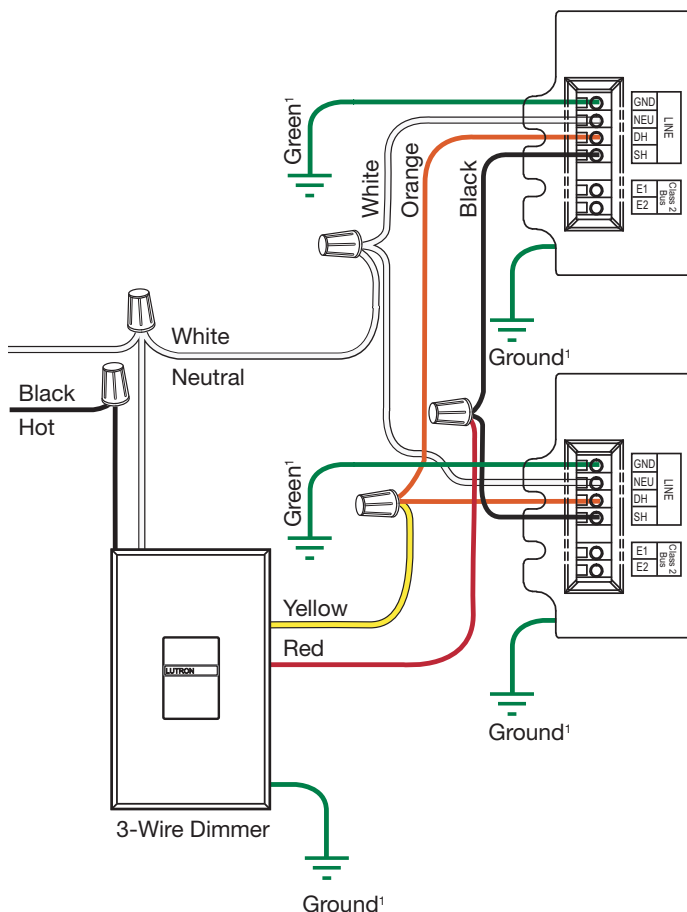 Green¹
White
Orange
Black
GND
NEU
DH
SH
LINE
E1
E2
Class 2
Bus
Ground¹
White
Neutral
Black
Hot
Green¹
GND
NEU
DH
SH
LINE
E1
E2
Class 2
Bus
Yellow
Red
LUTRON
Ground¹
3-Wire Dimmer
Ground¹